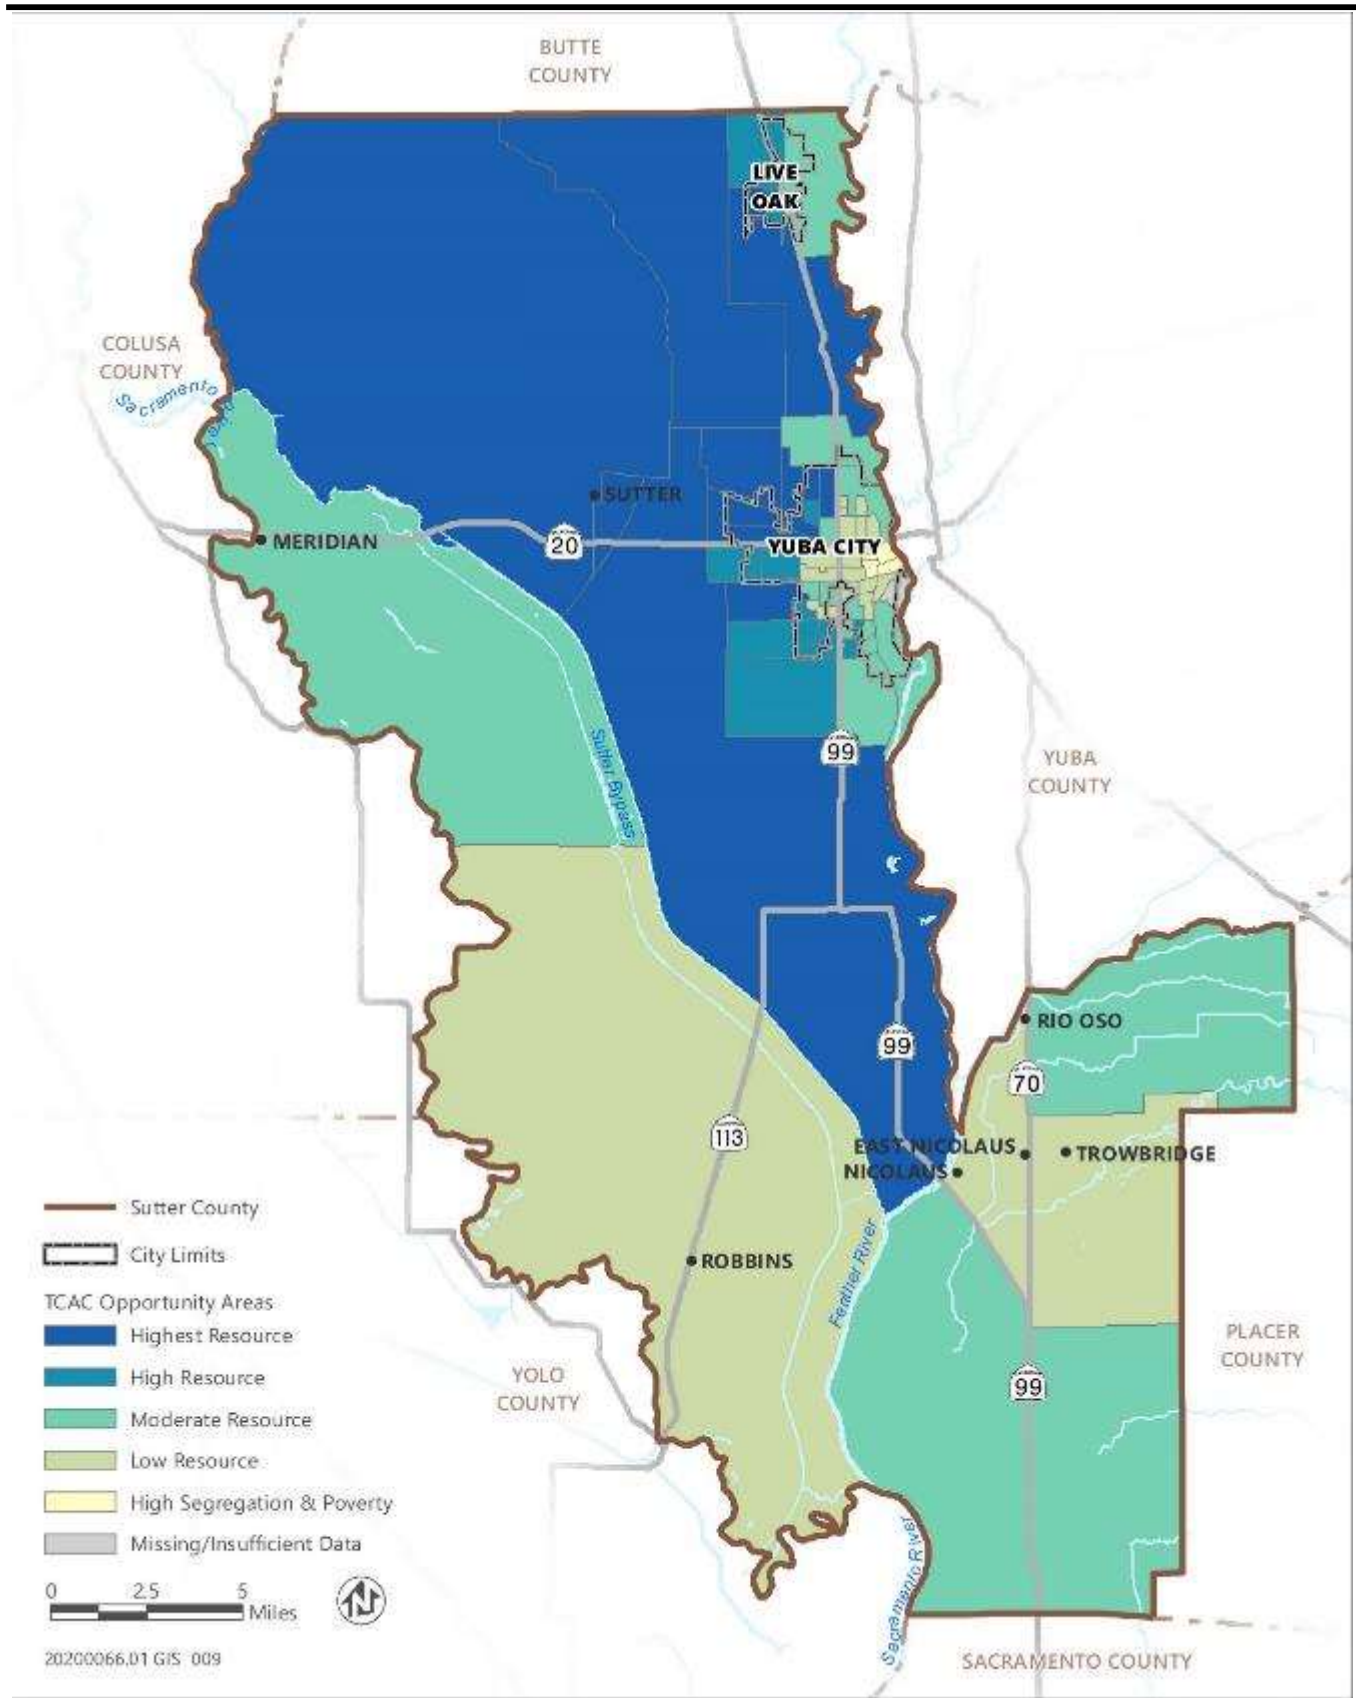 BUTTE
COUNTY
LIVE
OAK
COLUSA
COUNTY
Sacramento
River
SUTTER
MERIDIAN
20
YUBA CITY
Sutter Bypass
99
YUBA
COUNTY
RIO OSO
99
70
113
EAST NICOLAUS
TROWBRIDGE
NICOLAUS
ROBBINS
Feather River
PLACER
COUNTY
YOLO
COUNTY
99
Sacramento River
SACRAMENTO COUNTY
Sutter County
City Limits
TCAC Opportunity Areas
Highest Resource
High Resource
Moderate Resource
Low Resource
High Segregation & Poverty
Missing/Insufficient Data
0 2.5 5
Miles
N
20200066.01 GIS 009